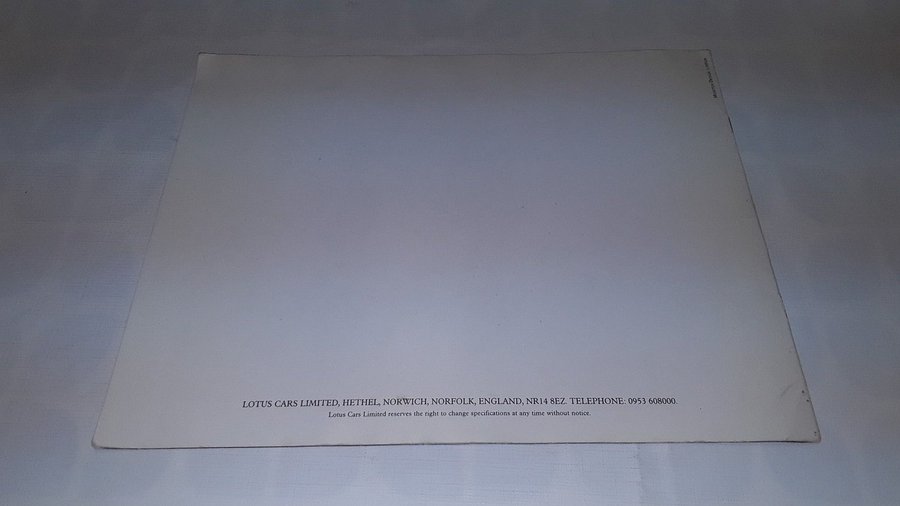 LOTUS CARS LIMITED, HETHEL, NORWICH, NORFOLK, ENGLAND, NR14 8EZ. TELEPHONE: 0953 608000.
Lotus Cars Limited reserves the right to change specifications at any time without notice.